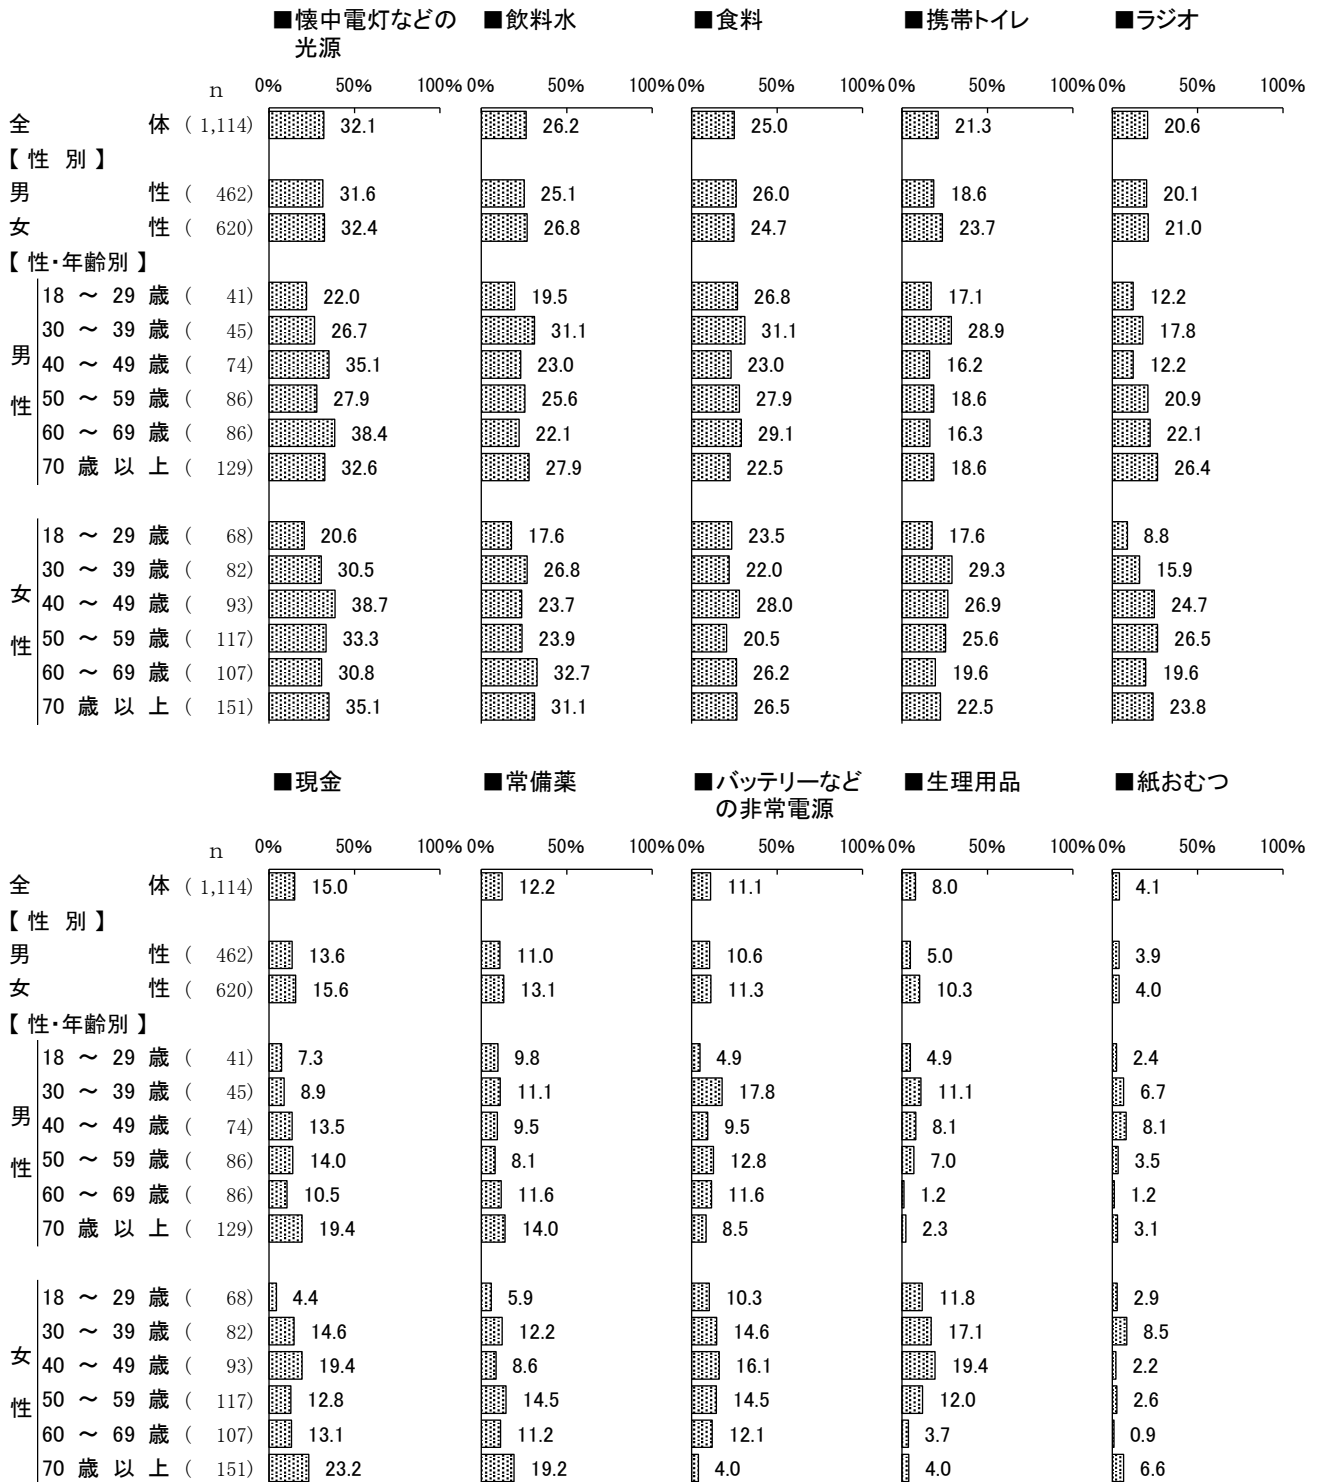 ■懐中電灯などの ■飲料水 ■食料 ■携帯トイレ ■ラジオ
光源
n 0% 50% 100% 0% 50% 100% 0% 50% 100% 0% 50% 100% 0% 50% 100%
全 体 ( 1,114) 32.1 26.2 25.0 21.3 20.6
【 性 別 】
男 性 ( 462) 31.6 25.1 26.0 18.6 20.1
女 性 ( 620) 32.4 26.8 24.7 23.7 21.0
【 性・年齢別 】
18 ～ 29 歳 ( 41) 22.0 19.5 26.8 17.1 12.2
30 ～ 39 歳 ( 45) 26.7 31.1 31.1 28.9 17.8
男 40 ～ 49 歳 ( 74) 35.1 23.0 23.0 16.2 12.2
性 50 ～ 59 歳 ( 86) 27.9 25.6 27.9 18.6 20.9
60 ～ 69 歳 ( 86) 38.4 22.1 29.1 16.3 22.1
70 歳 以 上 ( 129) 32.6 27.9 22.5 18.6 26.4
18 ～ 29 歳 ( 68) 20.6 17.6 23.5 17.6 8.8
30 ～ 39 歳 ( 82) 30.5 26.8 22.0 29.3 15.9
女 40 ～ 49 歳 ( 93) 38.7 23.7 28.0 26.9 24.7
性 50 ～ 59 歳 ( 117) 33.3 23.9 20.5 25.6 26.5
60 ～ 69 歳 ( 107) 30.8 32.7 26.2 19.6 19.6
70 歳 以 上 ( 151) 35.1 31.1 26.5 22.5 23.8
■現金 ■常備薬 ■バッテリーなど ■生理用品 ■紙おむつ
の非常電源
n 0% 50% 100% 0% 50% 100% 0% 50% 100% 0% 50% 100% 0% 50% 100%
全 体 ( 1,114) 15.0 12.2 11.1 8.0 4.1
【 性 別 】
男 性 ( 462) 13.6 11.0 10.6 5.0 3.9
女 性 ( 620) 15.6 13.1 11.3 10.3 4.0
【 性・年齢別 】
18 ～ 29 歳 ( 41) 7.3 9.8 4.9 4.9 2.4
30 ～ 39 歳 ( 45) 8.9 11.1 17.8 11.1 6.7
男 40 ～ 49 歳 ( 74) 13.5 9.5 9.5 8.1 8.1
性 50 ～ 59 歳 ( 86) 14.0 8.1 12.8 7.0 3.5
60 ～ 69 歳 ( 86) 10.5 11.6 11.6 1.2 1.2
70 歳 以 上 ( 129) 19.4 14.0 8.5 2.3 3.1
18 ～ 29 歳 ( 68) 4.4 5.9 10.3 11.8 2.9
30 ～ 39 歳 ( 82) 14.6 12.2 14.6 17.1 8.5
女 40 ～ 49 歳 ( 93) 19.4 8.6 16.1 19.4 2.2
性 50 ～ 59 歳 ( 117) 12.8 14.5 14.5 12.0 2.6
60 ～ 69 歳 ( 107) 13.1 11.2 12.1 3.7 0.9
70 歳 以 上 ( 151) 23.2 19.2 4.0 4.0 6.6